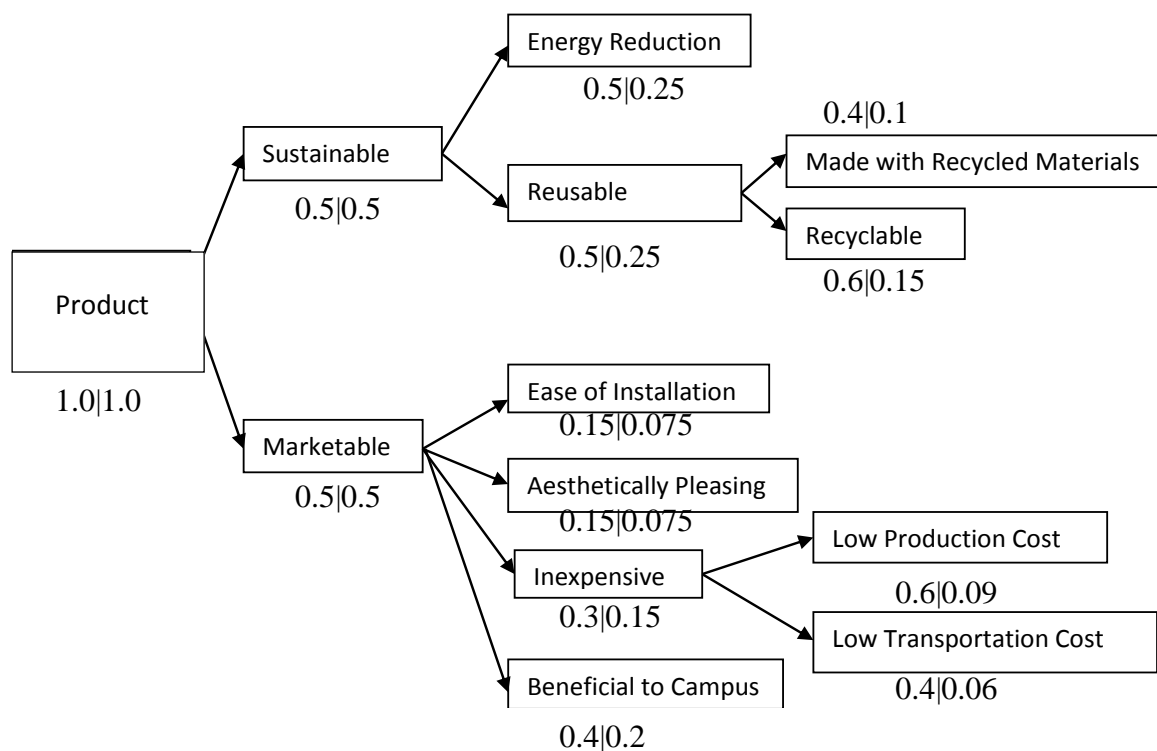 Energy Reduction
0.5|0.25
Sustainable
0.5|0.5
Reusable
0.5|0.25
0.4|0.1
Made with Recycled Materials
Recyclable
0.6|0.15
Product
1.0|1.0
Marketable
0.5|0.5
Ease of Installation
0.15|0.075
Aesthetically Pleasing
0.15|0.075
Inexpensive
0.3|0.15
Low Production Cost
0.6|0.09
Low Transportation Cost
0.4|0.06
Beneficial to Campus
0.4|0.2